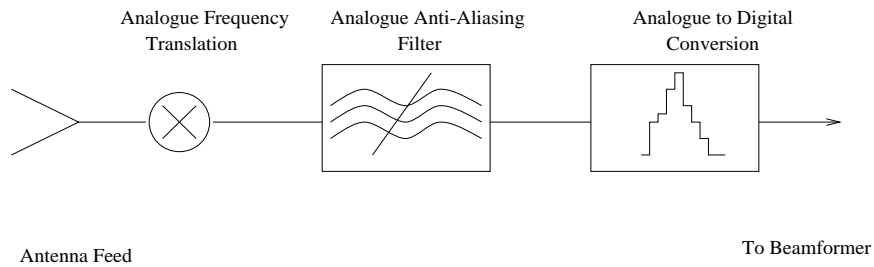 Analogue Frequency
Translation
Analogue Anti-Aliasing
Filter
Analogue to Digital
Conversion
Antenna Feed
To Beamformer